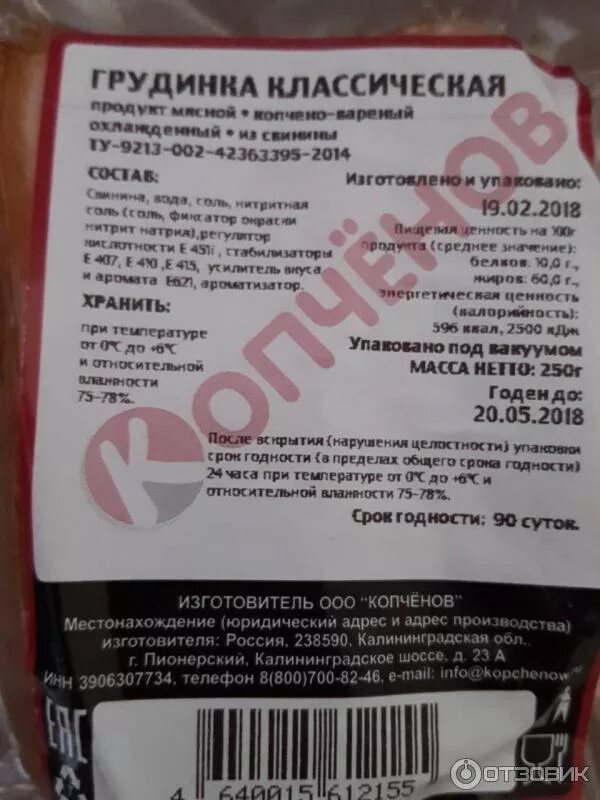 ГРУДИНКА КЛАССИЧЕСКАЯ
продукт мясной • копчено-вареный
охлажденный • из свинины
ТУ-9213-002-42363395-2014
СОСТАВ:
Свинина, вода, соль, нитритная
соль (соль, фиксатор окраски
нитрит натрия),регулятор
кислотности Е 451i , стабилизаторы
Е 407, Е 410 ,Е 415, усилитель вкуса
и аромата Е621, ароматизатор.
ХРАНИТЬ:
при температуре
от 0°С до +6°С
и относительной
влажности
75-78%.
Изготовлено и упаковано:
19.02.2018
Пищевая ценность на 100г
продукта (среднее значение):
белков: 10,0 г.,
жиров: 60,0 г.,
Энергетическая ценность
(калорийность):
596 ккал, 2500 кДж
Упаковано под вакуумом
МАССА НЕТТО: 250г
Годен до:
20.05.2018
КОПЧЁНОВ
После вскрытия (нарушения целостности) упаковки
срок годности (в пределах общего срока годности)
24 часа при температуре от 0°С до +6°С и
относительной влажности 75-78%.
Срок годности: 90 суток.
ИЗГОТОВИТЕЛЬ ООО "КОПЧЁНОВ"
Местонахождение (юридический адрес и адрес производства)
изготовителя: Россия, 238590, Калининградская обл.,
г. Пионерский, Калининградское шоссе, д. 23 А
ИНН 3906307734, телефон 8(800)700-82-46, e-mail: info@kopchenow
EAC
4 640015 612155
ОТЗОВИК